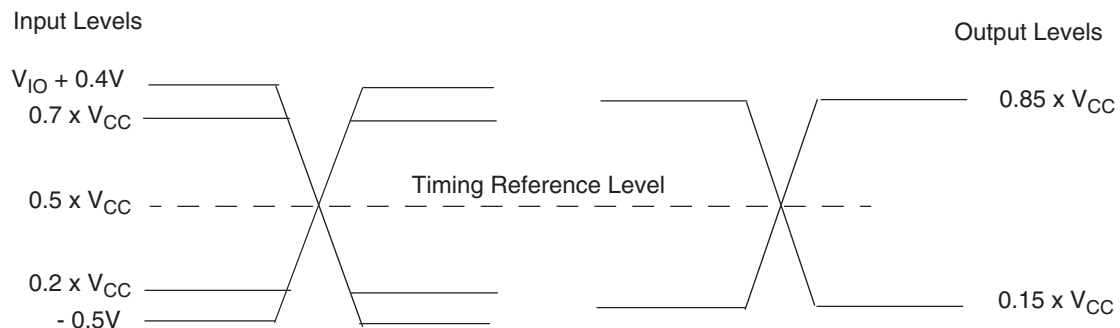 Input Levels
Output Levels
V_IO + 0.4V
0.7 x V_CC
0.85 x V_CC
Timing Reference Level
0.5 x V_CC
0.2 x V_CC
- 0.5V
0.15 x V_CC